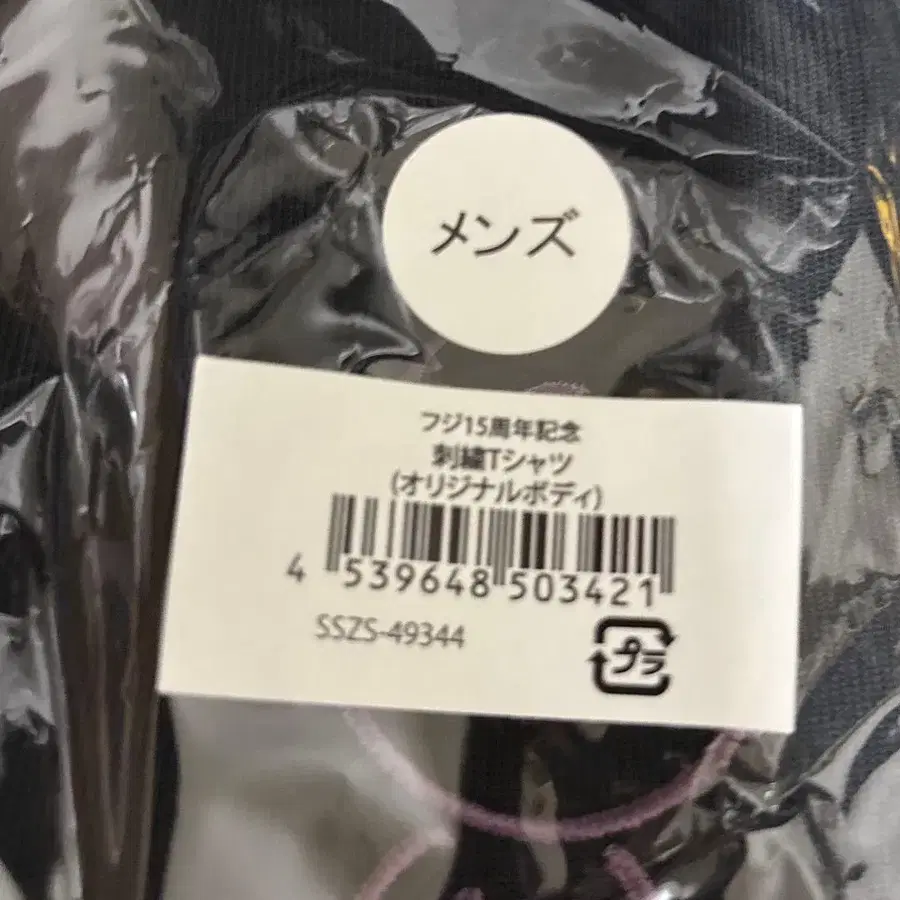 メンズ
フジ15周年記念
刺繍Tシャツ
(オリジナルボディ)
4 539648 503421
SSZS-49344
プラ